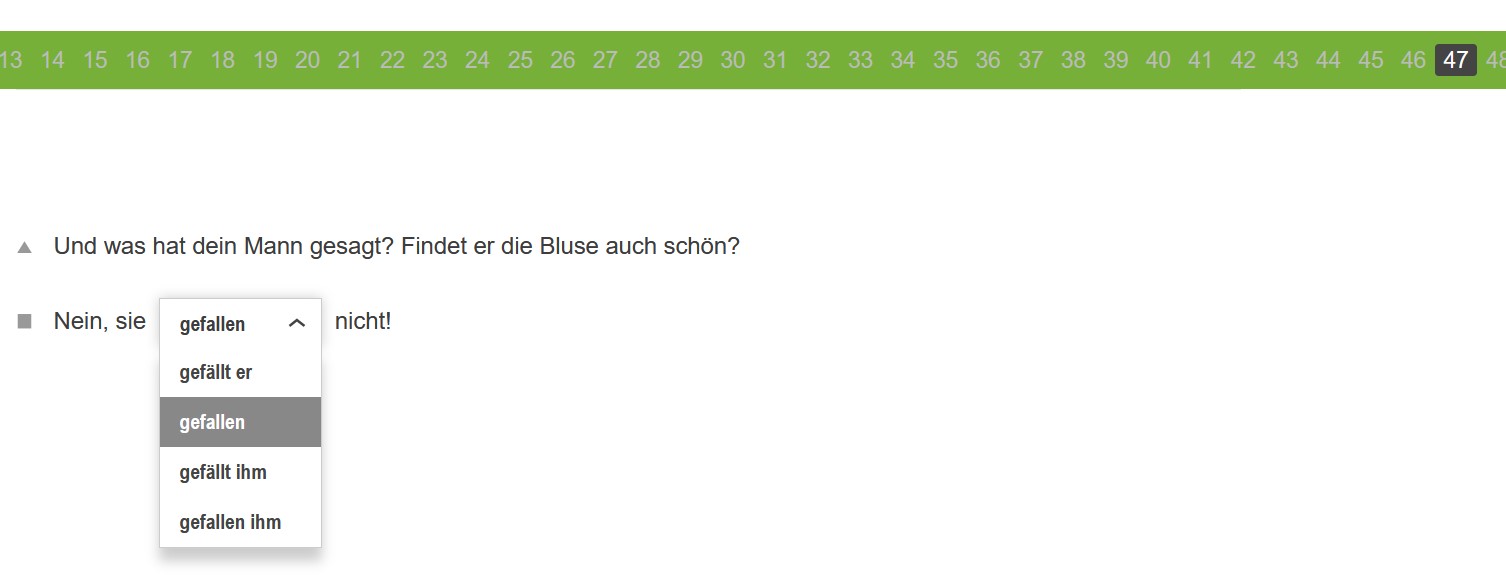 13 14 15 16 17 18 19 20 21 22 23 24 25 26 27 28 29 30 31 32 33 34 35 36 37 38 39 40 41 42 43 44 45 46 47 48
Und was hat dein Mann gesagt? Findet er die Bluse auch schön?
Nein, sie gefallen nicht!
gefällt er
gefallen
gefällt ihm
gefallen ihm